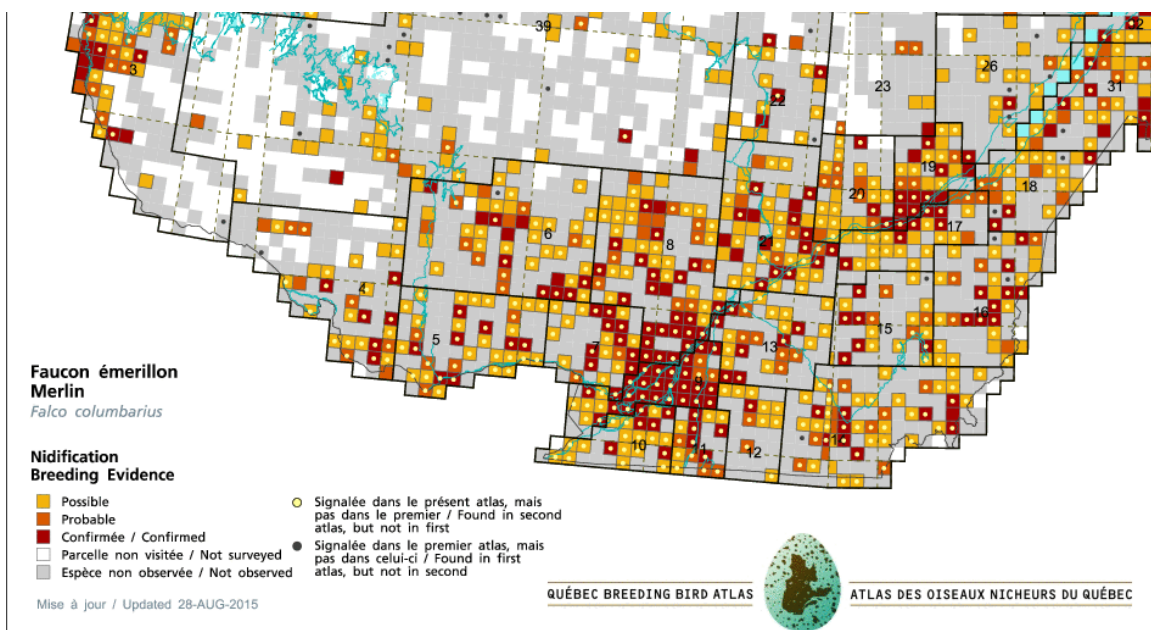 39
32
3
26
31
23
22
19
18
20
17
6
8
21
4
16
15
5
7
13
9
10
11
12
14
Faucon émerillon
Merlin
Falco columbarius
Nidification
Breeding Evidence
Possible
Probable
Confirmée / Confirmed
Parcelle non visitée / Not surveyed
Espèce non observée / Not observed
Signalée dans le présent atlas, mais
pas dans le premier / Found in second
atlas, but not in first
Signalée dans le premier atlas, mais
pas dans celui-ci / Found in first
atlas, but not in second
Mise à jour / Updated 28-AUG-2015
QUÉBEC BREEDING BIRD ATLAS
ATLAS DES OISEAUX NICHEURS DU QUÉBEC